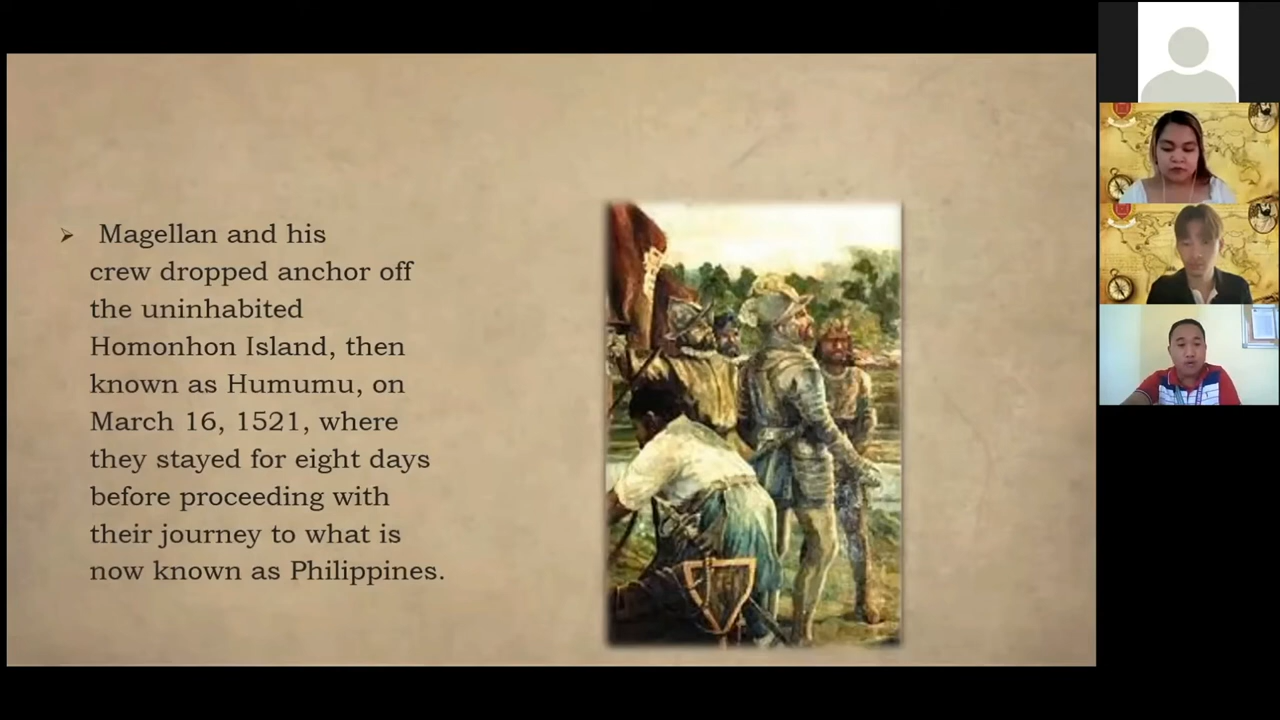 Magellan and his
crew dropped anchor off
the uninhabited
Homonhon Island, then
known as Humumu, on
March 16, 1521, where
they stayed for eight days
before proceeding with
their journey to what is
now known as Philippines.